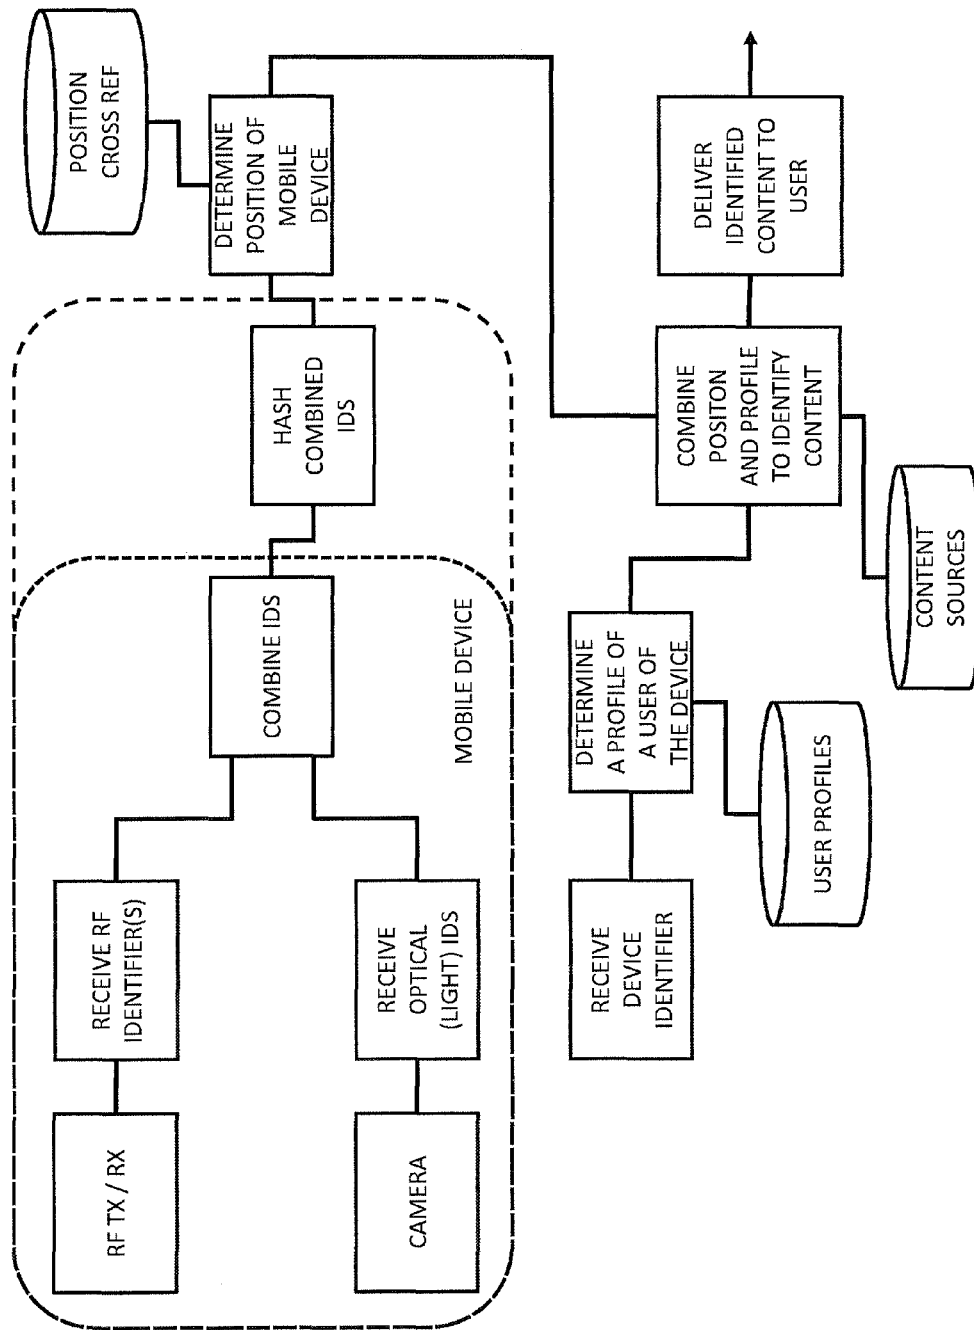 RF TX / RX
RECEIVE RF
IDENTIFIER(S)
CAMERA
RECEIVE
OPTICAL
(LIGHT) IDS
COMBINE IDS
MOBILE DEVICE
HASH
COMBINED
IDS
DETERMINE
POSITION OF
MOBILE
DEVICE
POSITION
CROSS REF
RECEIVE
DEVICE
IDENTIFIER
DETERMINE
A PROFILE OF
A USER OF
THE DEVICE
USER PROFILES
COMBINE
POSITON
AND PROFILE
TO IDENTIFY
CONTENT
CONTENT
SOURCES
DELIVER
IDENTIFIED
CONTENT TO
USER